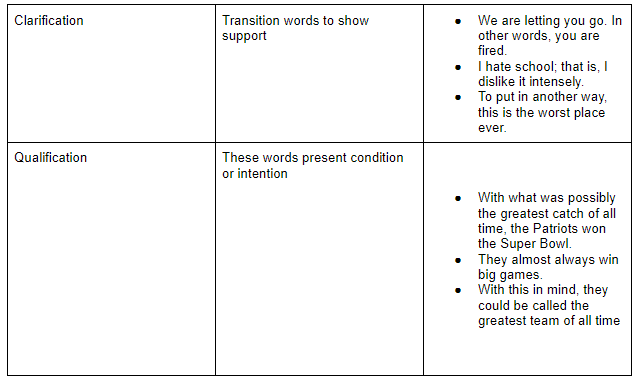 Clarification
Transition words to show
support
● We are letting you go. In
other words, you are
fired.
● I hate school; that is, I
dislike it intensely.
● To put in another way,
this is the worst place
ever.
Qualification
These words present condition
or intention
● With what was possibly
the greatest catch of all
time, the Patriots won
the Super Bowl.
● They almost always win
big games.
● With this in mind, they
could be called the
greatest team of all time